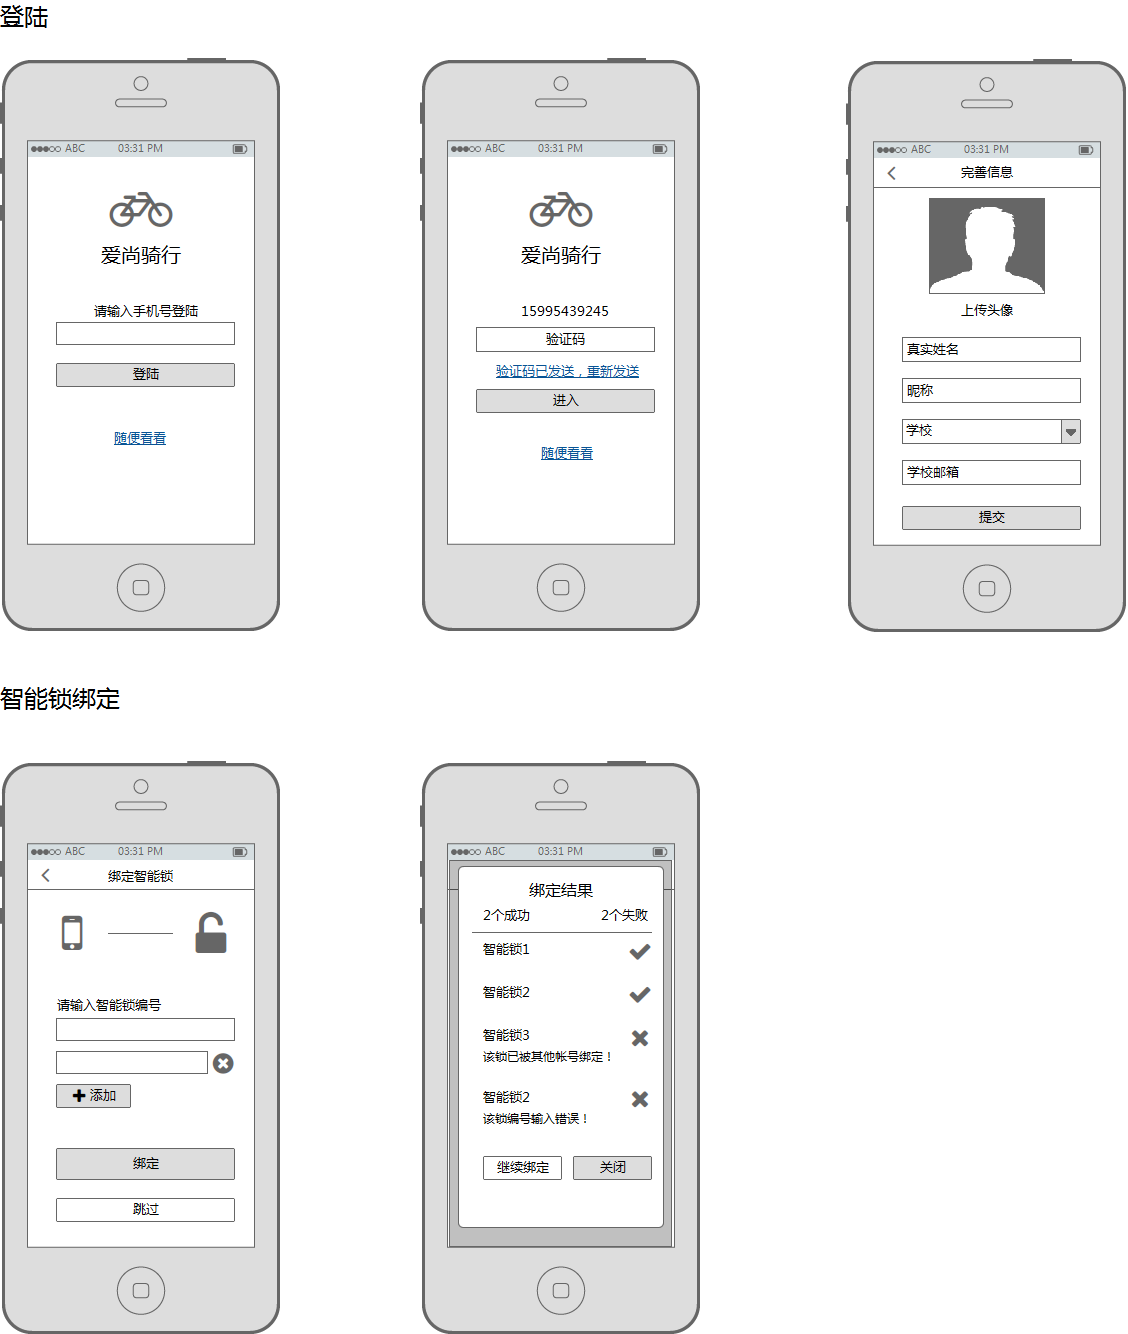 登陆
ABC 03:31 PM
爱尚骑行
请输入手机号登陆
登陆
随便看看
ABC 03:31 PM
爱尚骑行
15995439245
验证码
验证码已发送，重新发送
进入
随便看看
ABC 03:31 PM
完善信息
上传头像
真实姓名
昵称
学校
学校邮箱
提交
智能锁绑定
ABC 03:31 PM
绑定智能锁
请输入智能锁编号
添加
绑定
跳过
ABC 03:31 PM
绑定结果
2个成功 2个失败
智能锁1
智能锁2
智能锁3
该锁已被其他帐号绑定！
智能锁2
该锁编号输入错误！
继续绑定 关闭